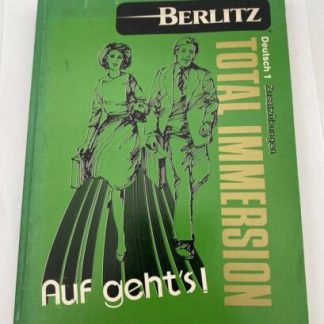 BERLITZ
Deutsch 1 Zusatzübungen
TOTAL IMMERSION
Auf geht's!